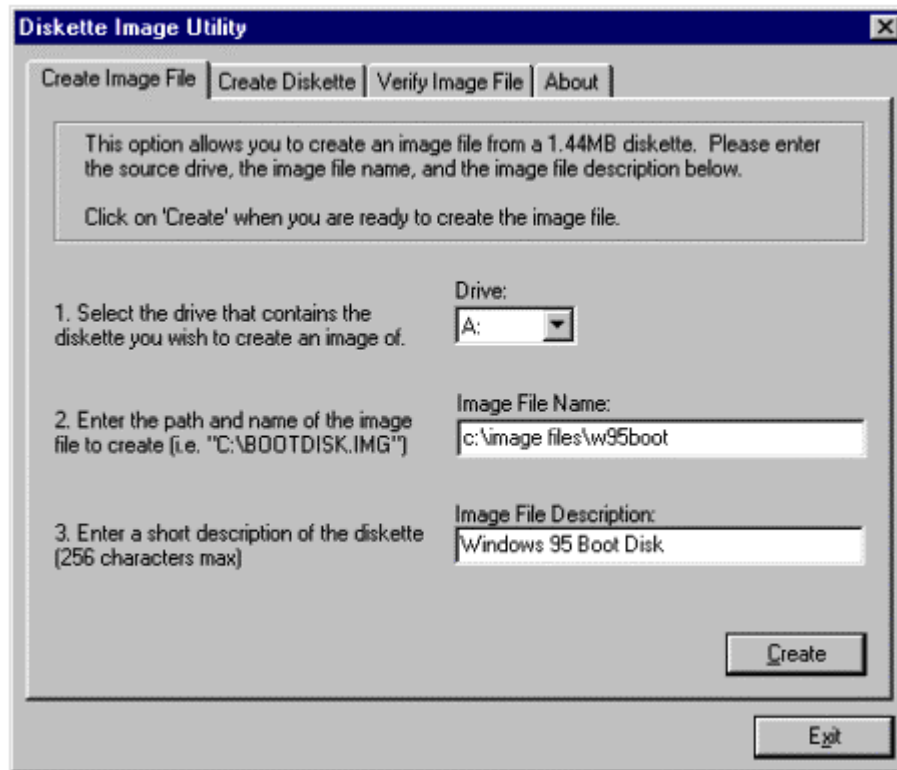 Diskette Image Utility
Create Image File Create Diskette Verify Image File About
This option allows you to create an image file from a 1.44MB diskette. Please enter
the source drive, the image file name, and the image file description below.
Click on 'Create' when you are ready to create the image file.
Drive:
1. Select the drive that contains the
diskette you wish to create an image of.
A:
Image File Name:
2. Enter the path and name of the image
file to create (i.e. "C:\BOOTDISK.IMG")
c:\image files\w95boot
Image File Description:
3. Enter a short description of the diskette
(256 characters max)
Windows 95 Boot Disk
Create
Exit